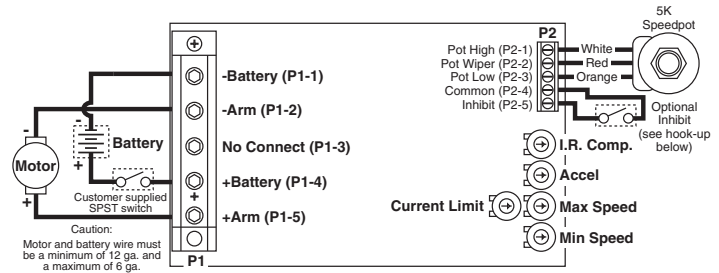 5K
Speedpot
P2
Pot High (P2-1)
Pot Wiper (P2-2)
Pot Low (P2-3)
Common (P2-4)
Inhibit (P2-5)
White
Red
Orange
Optional
Inhibit
(see hook-up
below)
-Battery (P1-1)
-Arm (P1-2)
No Connect (P1-3)
+Battery (P1-4)
+
+Arm (P1-5)
P1
-
Battery
+
-
Motor
+
Customer supplied
SPST switch
Caution:
Motor and battery wire must
be a minimum of 12 ga. and
a maximum of 6 ga.
I.R. Comp.
Accel
Current Limit
Max Speed
Min Speed